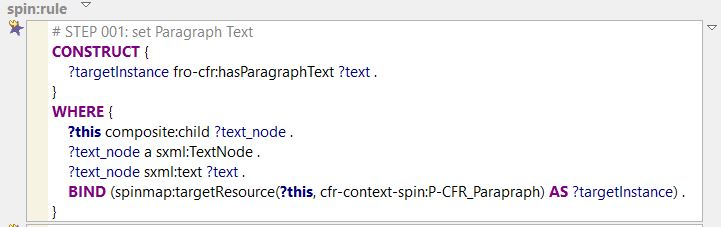 spin:rule
# STEP 001: set Paragraph Text
CONSTRUCT {
?targetInstance fro-cfr:hasParagraphText ?text .
}
WHERE {
?this composite:child ?text_node .
?text_node a sxml:TextNode .
?text_node sxml:text ?text .
BIND (spinmap:targetResource(?this, cfr-context-spin:P-CFR_Parapraph) AS ?targetInstance) .
}